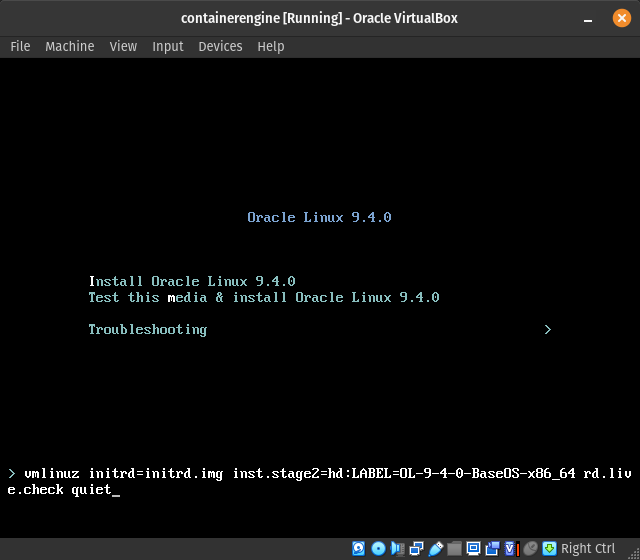 containerengine [Running] - Oracle VirtualBox
File Machine View Input Devices Help
Oracle Linux 9.4.0
Install Oracle Linux 9.4.0
Test this media & install Oracle Linux 9.4.0
Troubleshooting >
> vmlinuz initrd=initrd.img inst.stage2=hd:LABEL=OL-9-4-0-BaseOS-x86_64 rd.liv
e.check quiet_
Right Ctrl